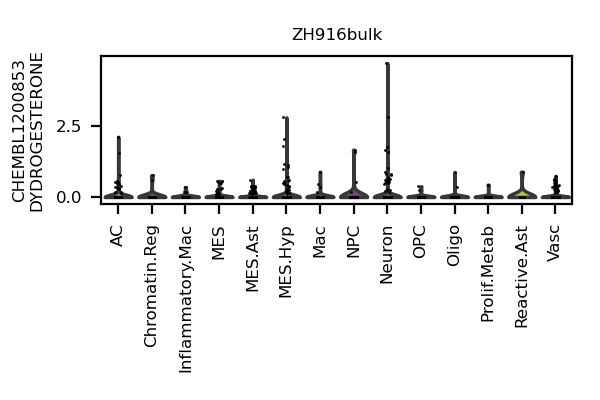 ZH916bulk
CHEMBL1200853
DYDROGESTERONE
2.5
0.0
AC
Chromatin.Reg
Inflammatory.Mac
MES
MES.Ast
MES.Hyp
Mac
NPC
Neuron
OPC
Oligo
Prolif.Metab
Reactive.Ast
Vasc